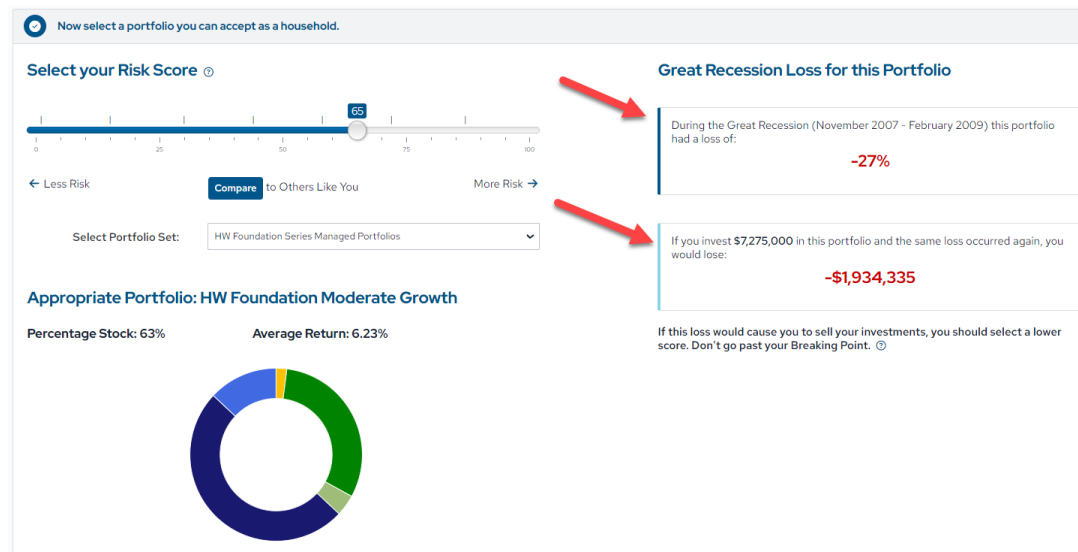 Now select a portfolio you can accept as a household.
Select your Risk Score
65
0 25 50 75 100
← Less Risk
Compare to Others Like You
More Risk →
Select Portfolio Set:
HW Foundation Series Managed Portfolios
Appropriate Portfolio: HW Foundation Moderate Growth
Percentage Stock: 63%
Average Return: 6.23%
Great Recession Loss for this Portfolio
During the Great Recession (November 2007 - February 2009) this portfolio
had a loss of:
-27%
If you invest $7,275,000 in this portfolio and the same loss occurred again, you
would lose:
-$1,934,335
If this loss would cause you to sell your investments, you should select a lower
score. Don't go past your Breaking Point.